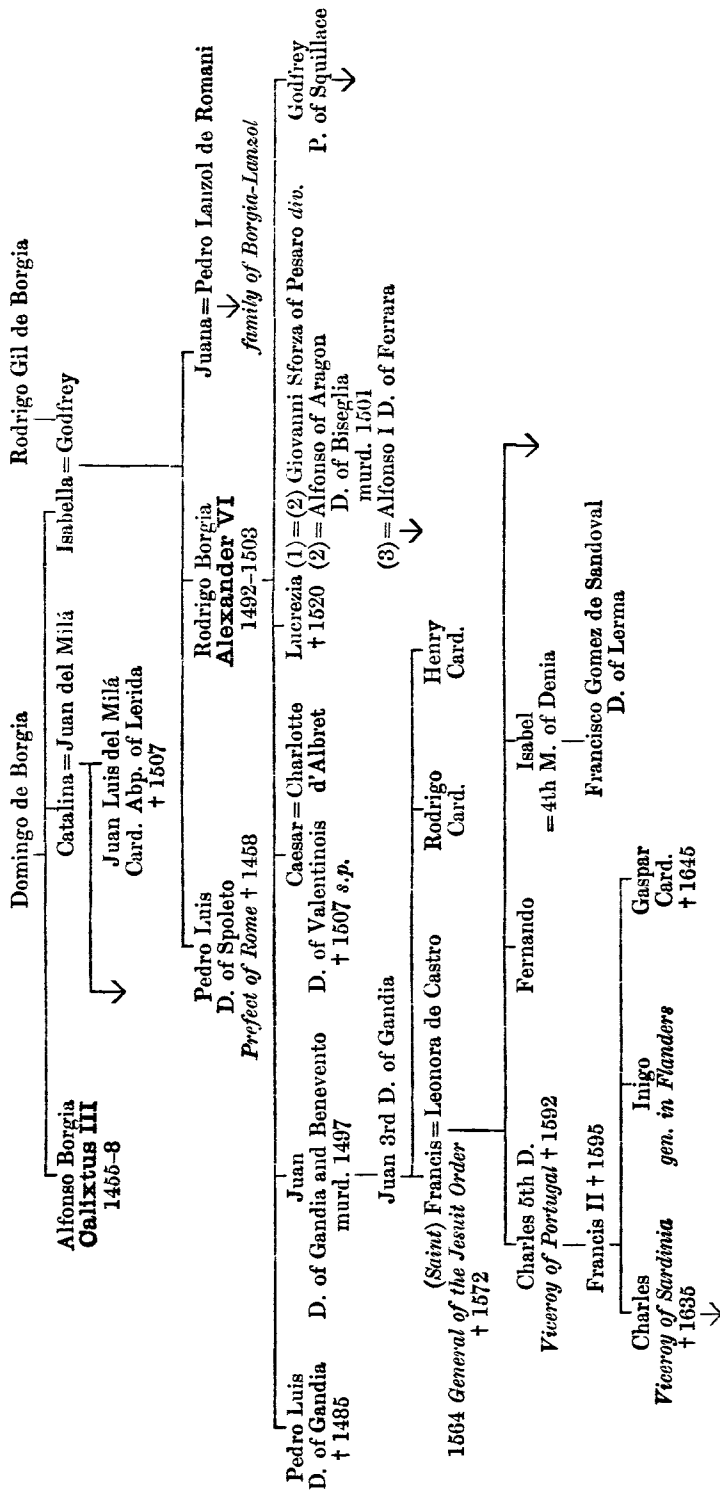 Domingo de Borgia
Rodrigo Gil de Borgia
Alfonso Borgia
Calixtus III
1455–8
Catalina = Juan del Milá
Isabella = Godfrey
Juan Luis del Milá
Card. Abp. of Lerida
† 1507
Pedro Luis
D. of Spoleto
Prefect of Rome † 1458
Rodrigo Borgia
Alexander VI
1492–1503
Juana = Pedro Lanzol de Romani
family of Borgia-Lanzol
Pedro Luis
D. of Gandia
† 1485
Juan
D. of Gandia and Benevento
murd. 1497
Caesar = Charlotte
D. of Valentinois d'Albret
† 1507 s.p.
Lucrezia (1) = (2) Giovanni Sforza of Pesaro div.
† 1520 (2) = Alfonso of Aragon
D. of Biseglia
murd. 1501
(3) = Alfonso I D. of Ferrara
Godfrey
P. of Squillace
Juan 3rd D. of Gandia
(Saint) Francis = Leonora de Castro
1564 General of the Jesuit Order
† 1572
Rodrigo
Card.
Henry
Card.
Charles 5th D.
Viceroy of Portugal † 1592
Fernando
Isabel
= 4th M. of Denia
Francis II † 1595
Francisco Gomez de Sandoval
D. of Lerma
Charles
Viceroy of Sardinia
† 1635
Inigo
gen. in Flanders
Gaspar
Card.
† 1645